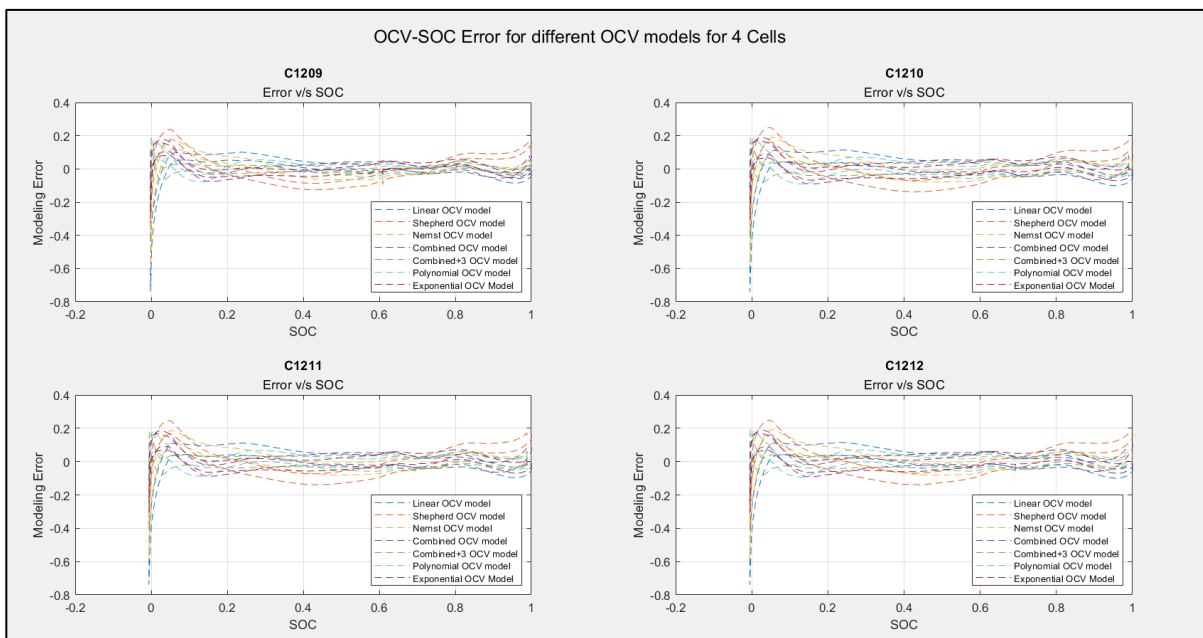 OCV-SOC Error for different OCV models for 4 Cells
C1209
Error v/s SOC
Modeling Error
0.4
0.2
0
-0.2
-0.4
-0.6
-0.8
Linear OCV model
Shepherd OCV model
Nernst OCV model
Combined OCV model
Combined+3 OCV model
Polynomial OCV model
Exponential OCV Model
-0.2 0 0.2 0.4 0.6 0.8 1
SOC
C1210
Error v/s SOC
Modeling Error
0.4
0.2
0
-0.2
-0.4
-0.6
-0.8
Linear OCV model
Shepherd OCV model
Nernst OCV model
Combined OCV model
Combined+3 OCV model
Polynomial OCV model
Exponential OCV Model
-0.2 0 0.2 0.4 0.6 0.8 1
SOC
C1211
Error v/s SOC
Modeling Error
0.4
0.2
0
-0.2
-0.4
-0.6
-0.8
Linear OCV model
Shepherd OCV model
Nernst OCV model
Combined OCV model
Combined+3 OCV model
Polynomial OCV model
Exponential OCV Model
-0.2 0 0.2 0.4 0.6 0.8 1
SOC
C1212
Error v/s SOC
Modeling Error
0.4
0.2
0
-0.2
-0.4
-0.6
-0.8
Linear OCV model
Shepherd OCV model
Nernst OCV model
Combined OCV model
Combined+3 OCV model
Polynomial OCV model
Exponential OCV Model
-0.2 0 0.2 0.4 0.6 0.8 1
SOC